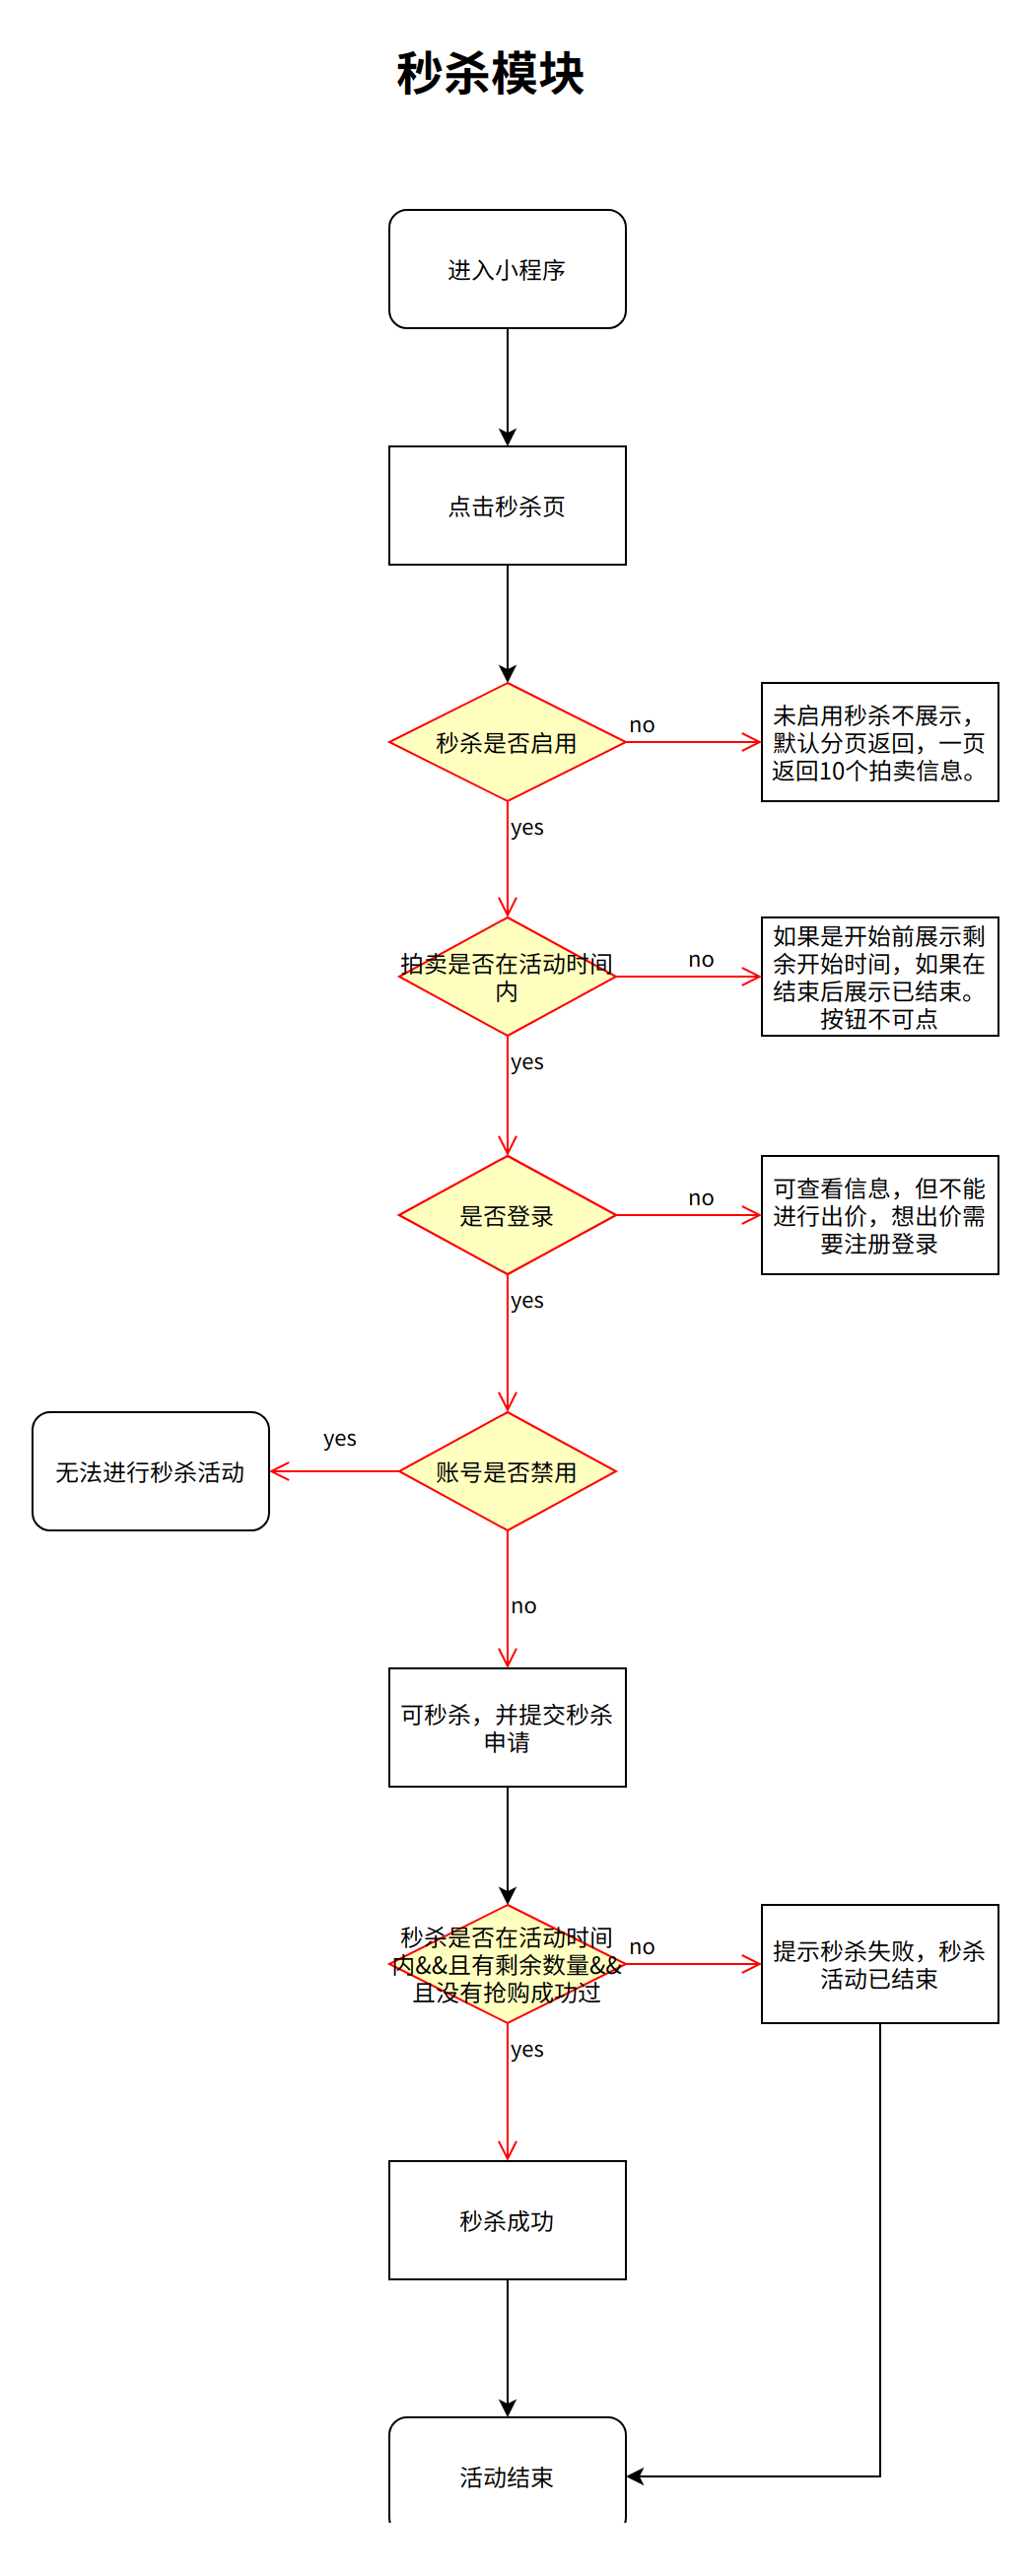 秒杀模块
进入小程序
点击秒杀页
秒杀是否启用
no
未启用秒杀不展示，
默认分页返回，一页
返回10个拍卖信息。
yes
拍卖是否在活动时间
内
no
如果是开始前展示剩
余开始时间，如果在
结束后展示已结束。
按钮不可点
yes
是否登录
no
可查看信息，但不能
进行出价，想出价需
要注册登录
yes
账号是否禁用
yes
无法进行秒杀活动
no
可秒杀，并提交秒杀
申请
秒杀是否在活动时间
内&&且有剩余数量&&
且没有抢购成功过
no
提示秒杀失败，秒杀
活动已结束
yes
秒杀成功
活动结束